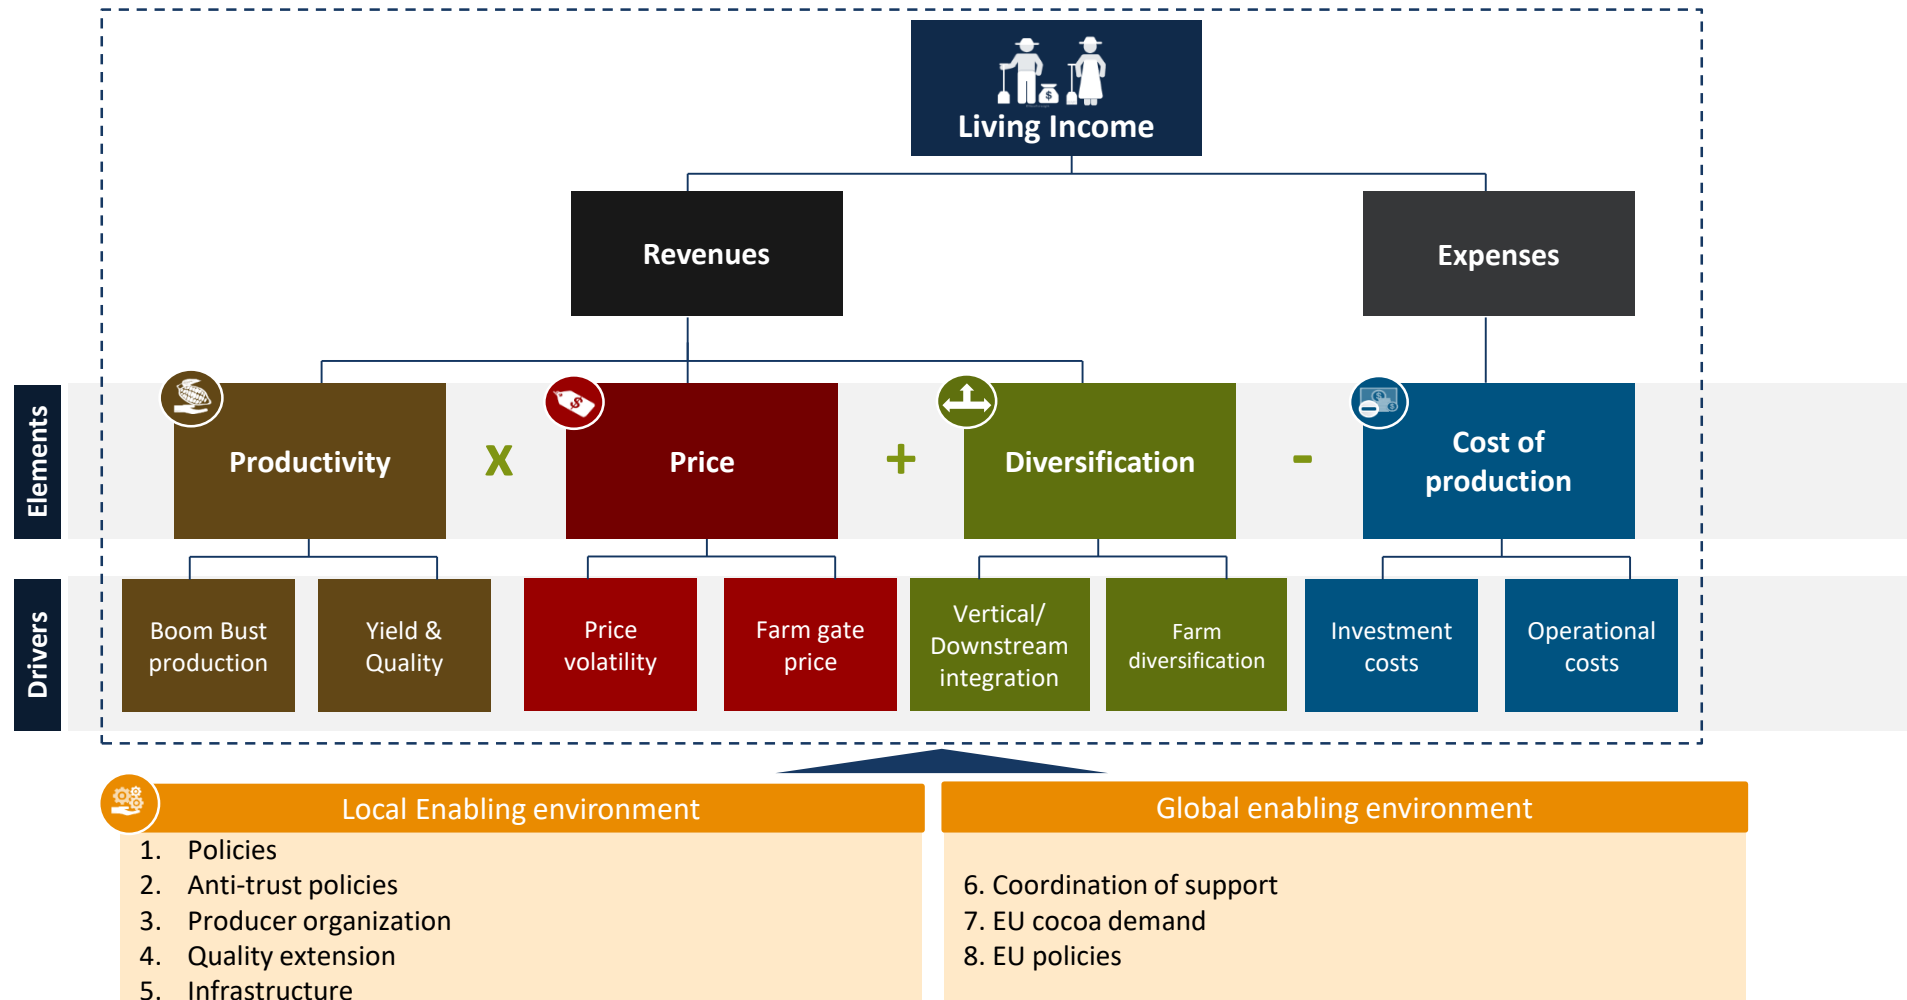 Living Income
Revenues
Expenses
Elements
Productivity
x
Price
+
Diversification
-
Cost of
production
Drivers
Boom Bust
production
Yield &
Quality
Price
volatility
Farm gate
price
Vertical/
Downstream
integration
Farm
diversification
Investment
costs
Operational
costs
Local Enabling environment
1. Policies
2. Anti-trust policies
3. Producer organization
4. Quality extension
5. Infrastructure
Global enabling environment
6. Coordination of support
7. EU cocoa demand
8. EU policies